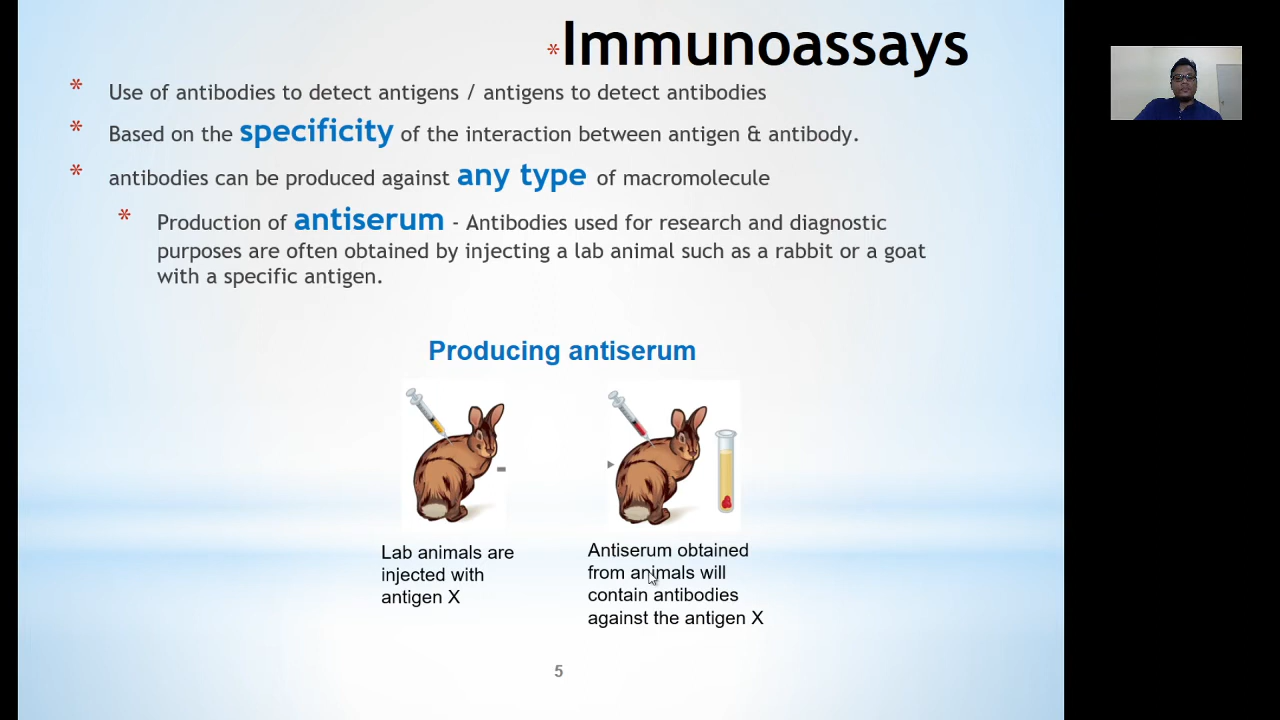 *Immunoassays
* Use of antibodies to detect antigens / antigens to detect antibodies
* Based on the specificity of the interaction between antigen & antibody.
* antibodies can be produced against any type of macromolecule
* Production of antiserum - Antibodies used for research and diagnostic
purposes are often obtained by injecting a lab animal such as a rabbit or a goat
with a specific antigen.
Producing antiserum
Lab animals are
injected with
antigen X
Antiserum obtained
from animals will
contain antibodies
against the antigen X
5